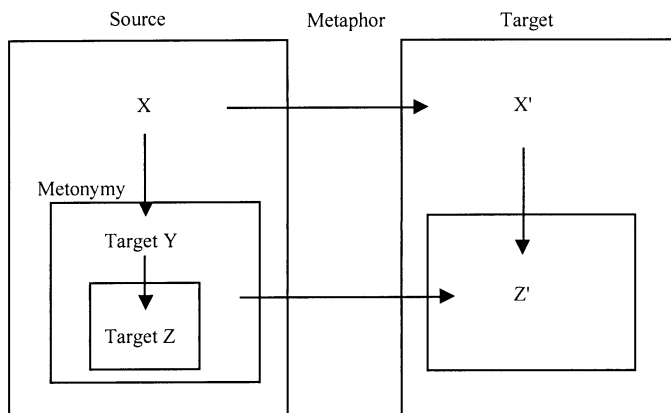 Source Metaphor Target
X X'
Metonymy
Target Y
Target Z Z'